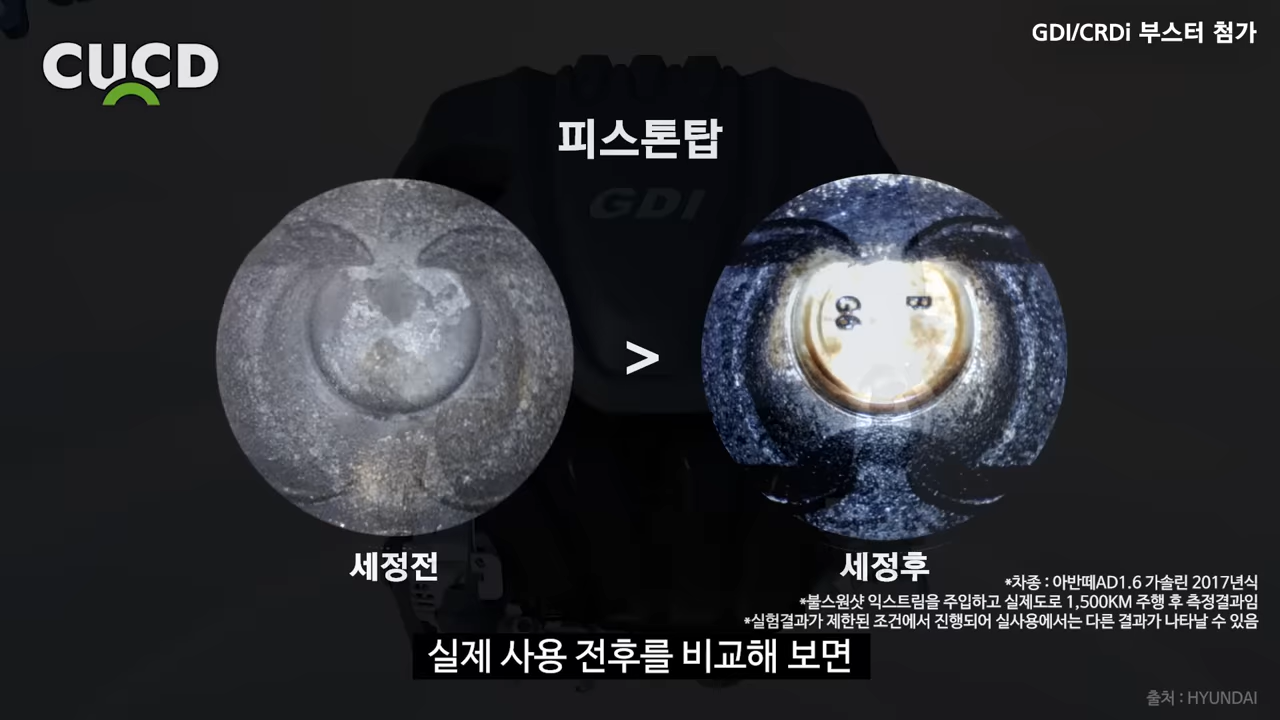 CUCD
GDI/CRDi 부스터 첨가
피스톤탑
GDI
G6
B
>
세정전
세정후
*차종 : 아반떼AD1.6 가솔린 2017년식
*불스원샷 익스트림을 주입하고 실제도로 1,500KM 주행 후 측정결과임
*실험결과가 제한된 조건에서 진행되어 실사용에서는 다른 결과가 나타날 수 있음
실제 사용 전후를 비교해 보면
출처 : HYUNDAI